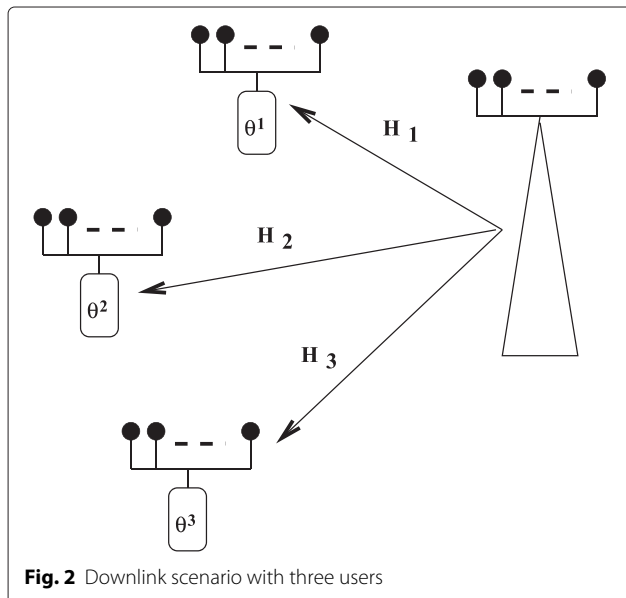 θ¹
H 1
H 2
θ²
H 3
θ³
Fig. 2 Downlink scenario with three users